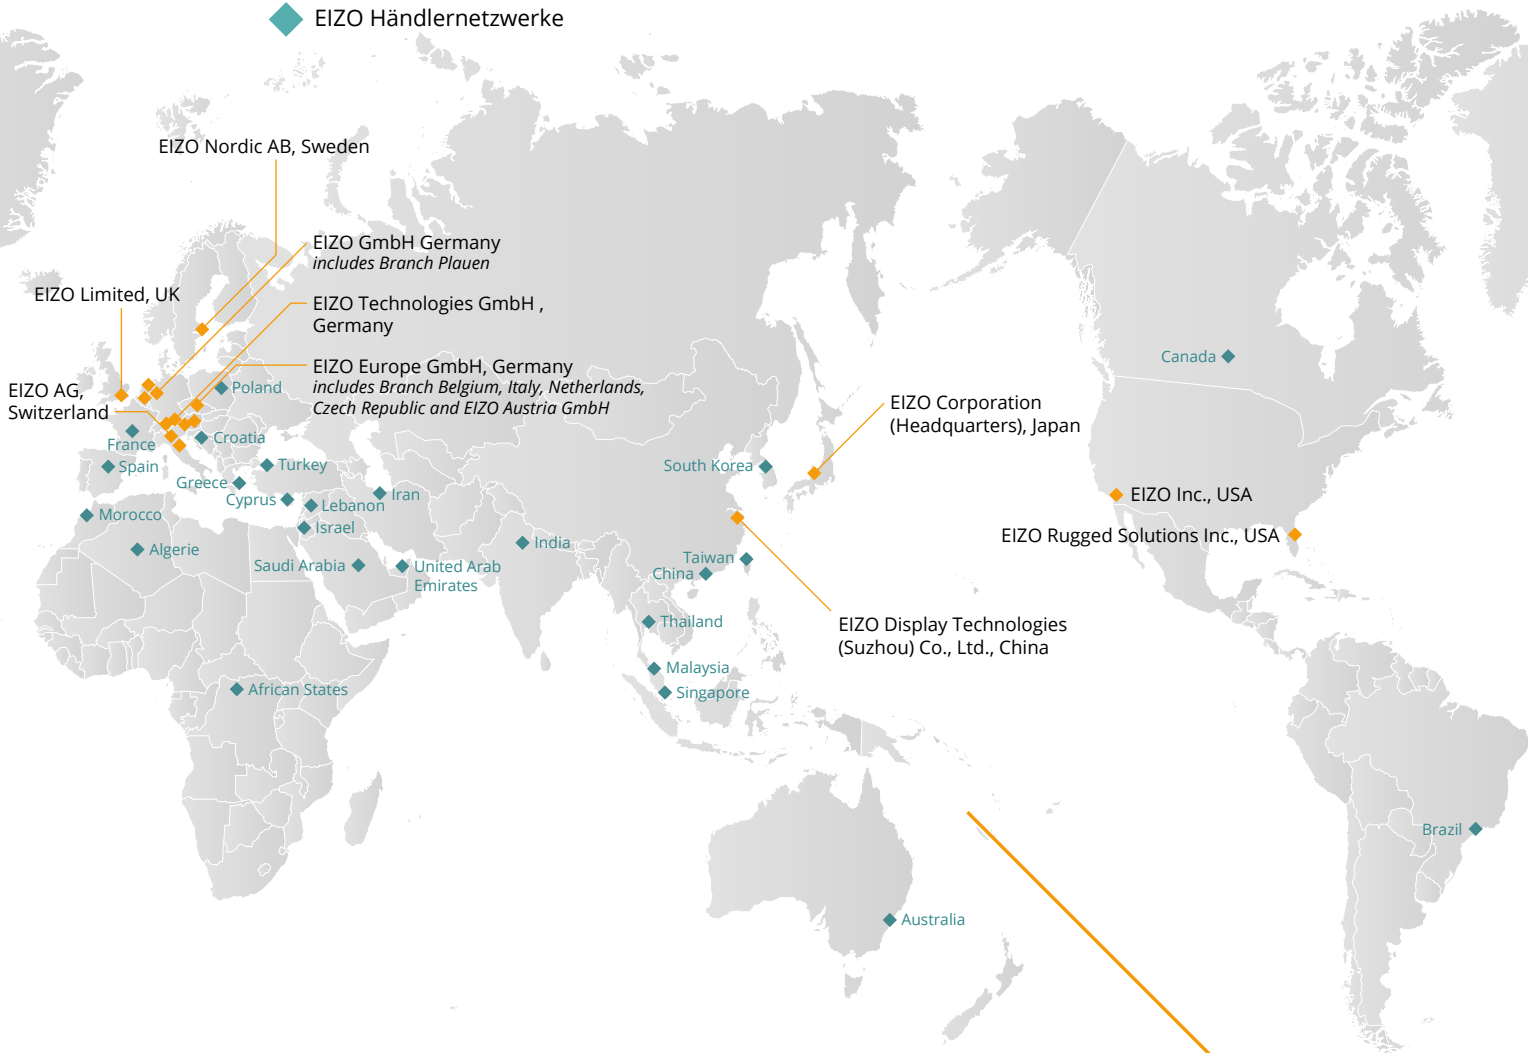 EIZO Händlernetzwerke
EIZO Nordic AB, Sweden
EIZO GmbH Germany
includes Branch Plauen
EIZO Limited, UK
EIZO Technologies GmbH ,
Germany
EIZO Europe GmbH, Germany
includes Branch Belgium, Italy, Netherlands,
Czech Republic and EIZO Austria GmbH
EIZO AG,
Switzerland
Poland
France
Croatia
Spain
Turkey
Greece
Cyprus
Lebanon
Iran
Israel
Morocco
Algerie
Saudi Arabia
United Arab
Emirates
India
African States
South Korea
Taiwan
China
Thailand
Malaysia
Singapore
EIZO Corporation
(Headquarters), Japan
EIZO Display Technologies
(Suzhou) Co., Ltd., China
Canada
EIZO Inc., USA
EIZO Rugged Solutions Inc., USA
Brazil
Australia